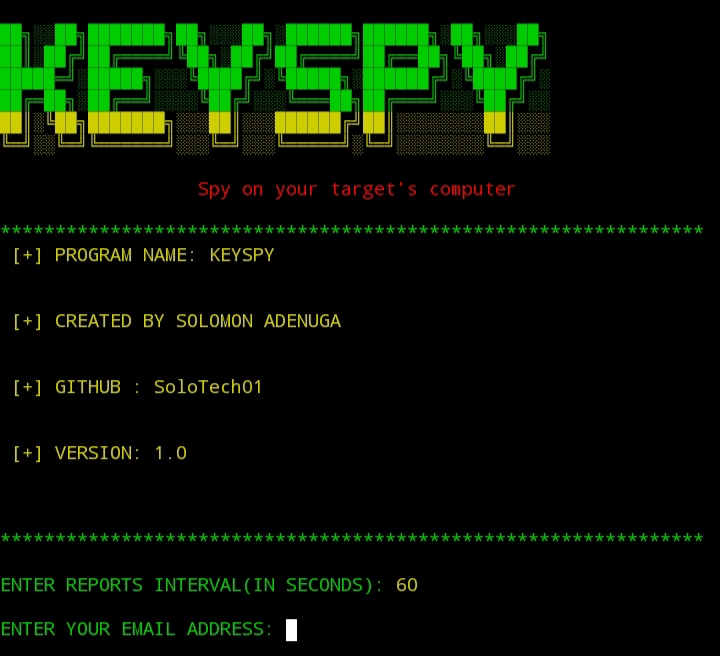 KEYSPY
Spy on your target's computer
****************************************************************
[+] PROGRAM NAME: KEYSPY
[+] CREATED BY SOLOMON ADENUGA
[+] GITHUB : SoloTech01
[+] VERSION: 1.0
****************************************************************
ENTER REPORTS INTERVAL(IN SECONDS): 60
ENTER YOUR EMAIL ADDRESS: